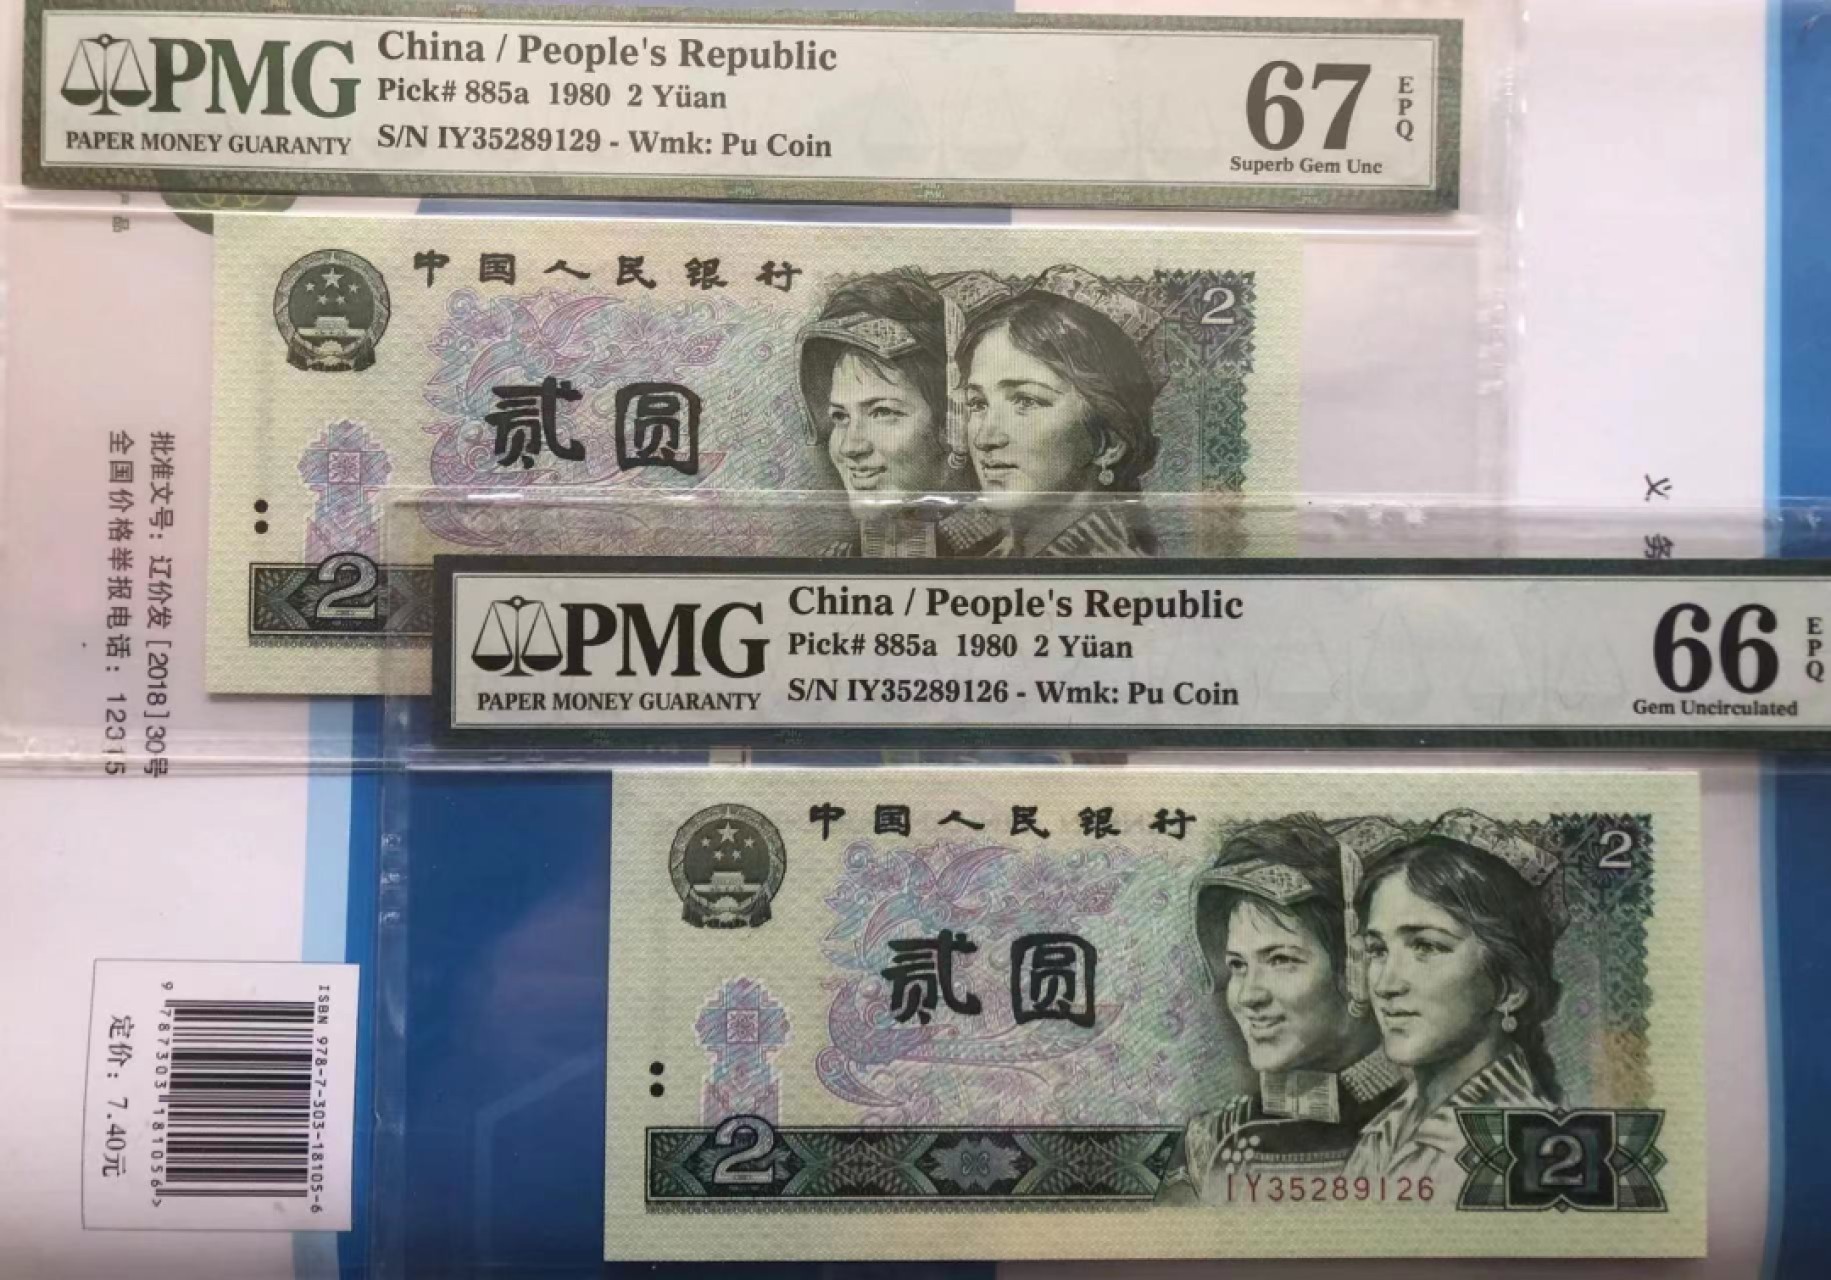 PMG
PAPER MONEY GUARANTY
China / People's Republic
Pick# 885a 1980 2 Yüan
S/N IY35289129 - Wmk: Pu Coin
67
EPQ
Superb Gem Unc
品
中国人民银行
2
贰圆
2
批准文号：辽价发[2018]30号
全国价格举报电话：12315
义务
PMG
PAPER MONEY GUARANTY
China / People's Republic
Pick# 885a 1980 2 Yüan
S/N IY35289126 - Wmk: Pu Coin
66
EPQ
Gem Uncirculated
中国人民银行
2
贰圆
2
IY35289126
2
ISBN 978-7-303-18105-6
9 787303 181056>
定价：7.40元